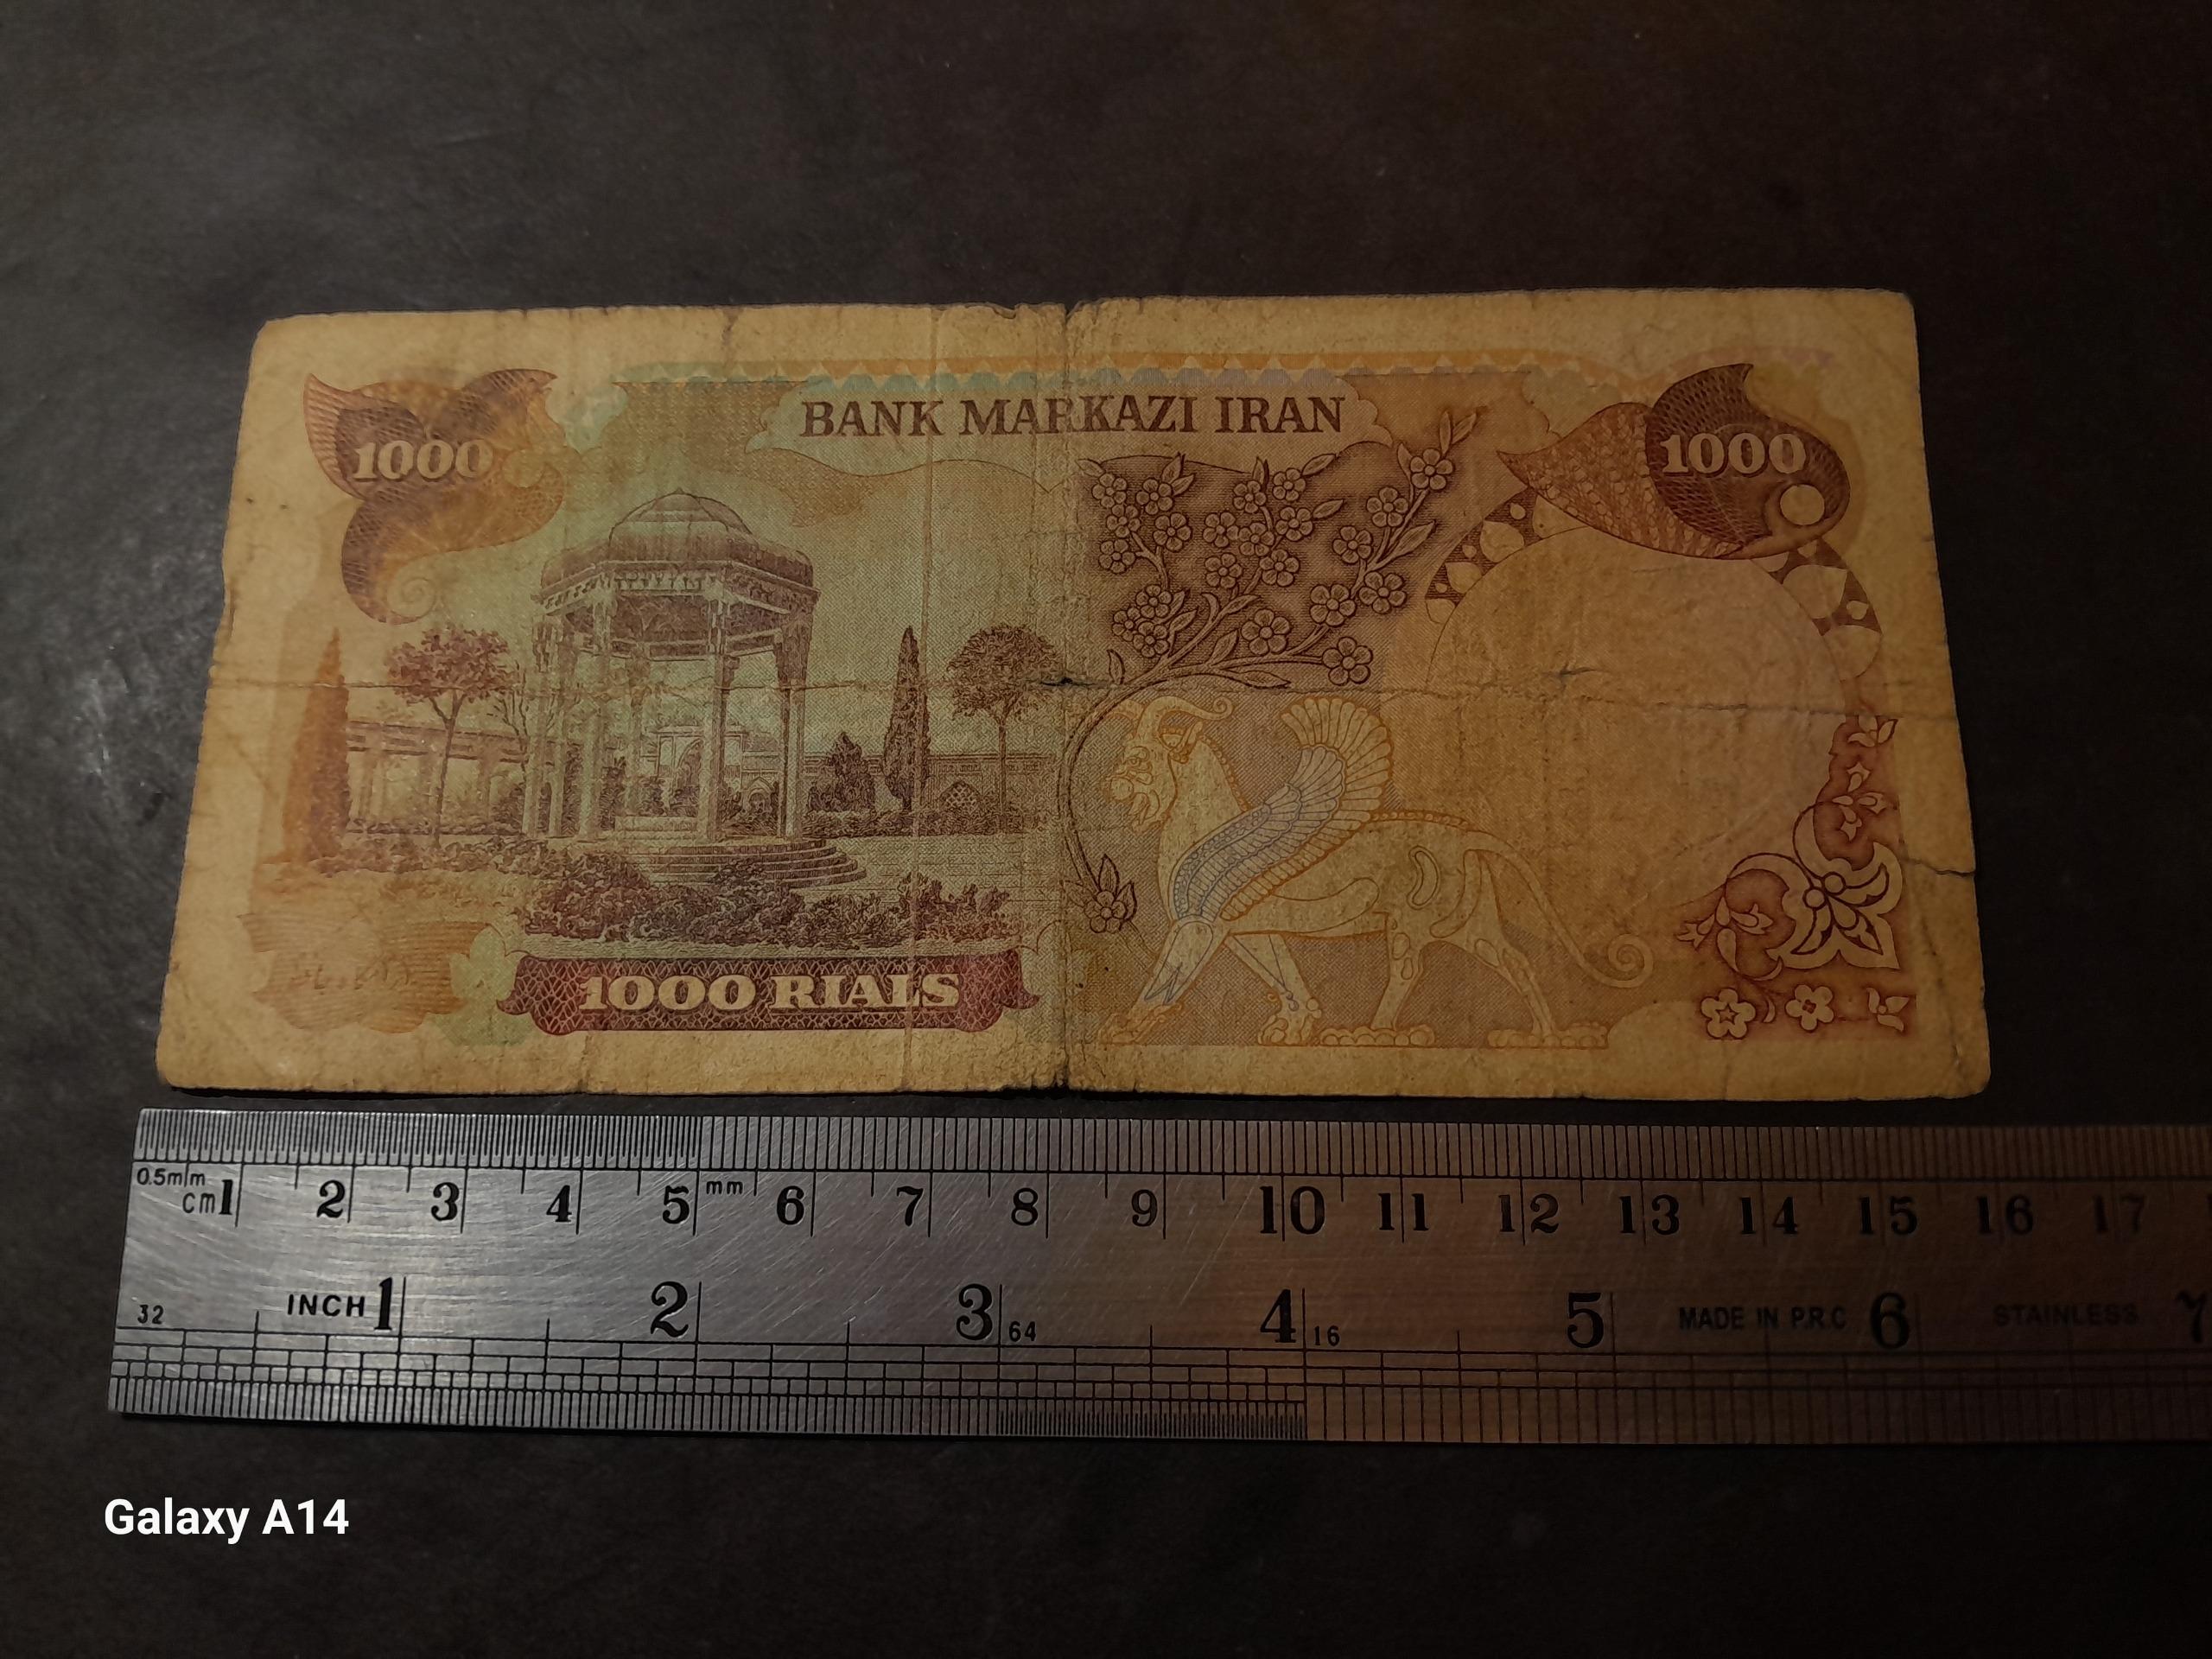 1000
BANK MARKAZI IRAN
1000
1000 RIALS
0.5mm
cm 1 2 3 4 5 mm 6 7 8 9 10 11 12 13 14 15 16 17
INCH 1 2 3 4 5 MADE IN P.R.C 6 STAINLESS 7
32 64 16
Galaxy A14